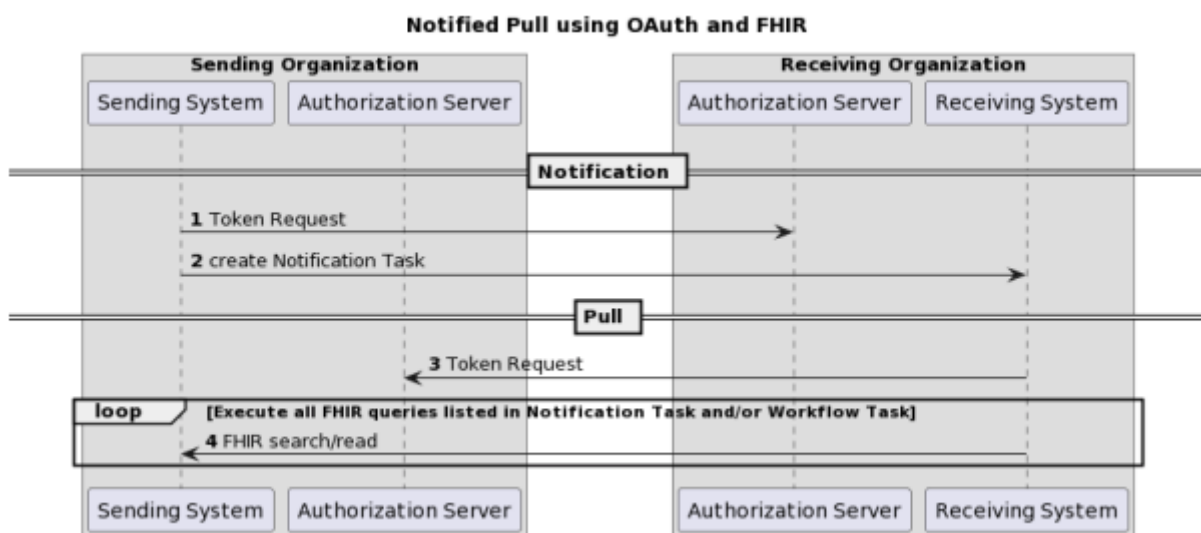 Notified Pull using OAuth and FHIR
Sending Organization
Receiving Organization
Sending System
Authorization Server
Authorization Server
Receiving System
Notification
1 Token Request
2 create Notification Task
Pull
3 Token Request
loop
[Execute all FHIR queries listed in Notification Task and/or Workflow Task]
4 FHIR search/read
Sending System
Authorization Server
Authorization Server
Receiving System